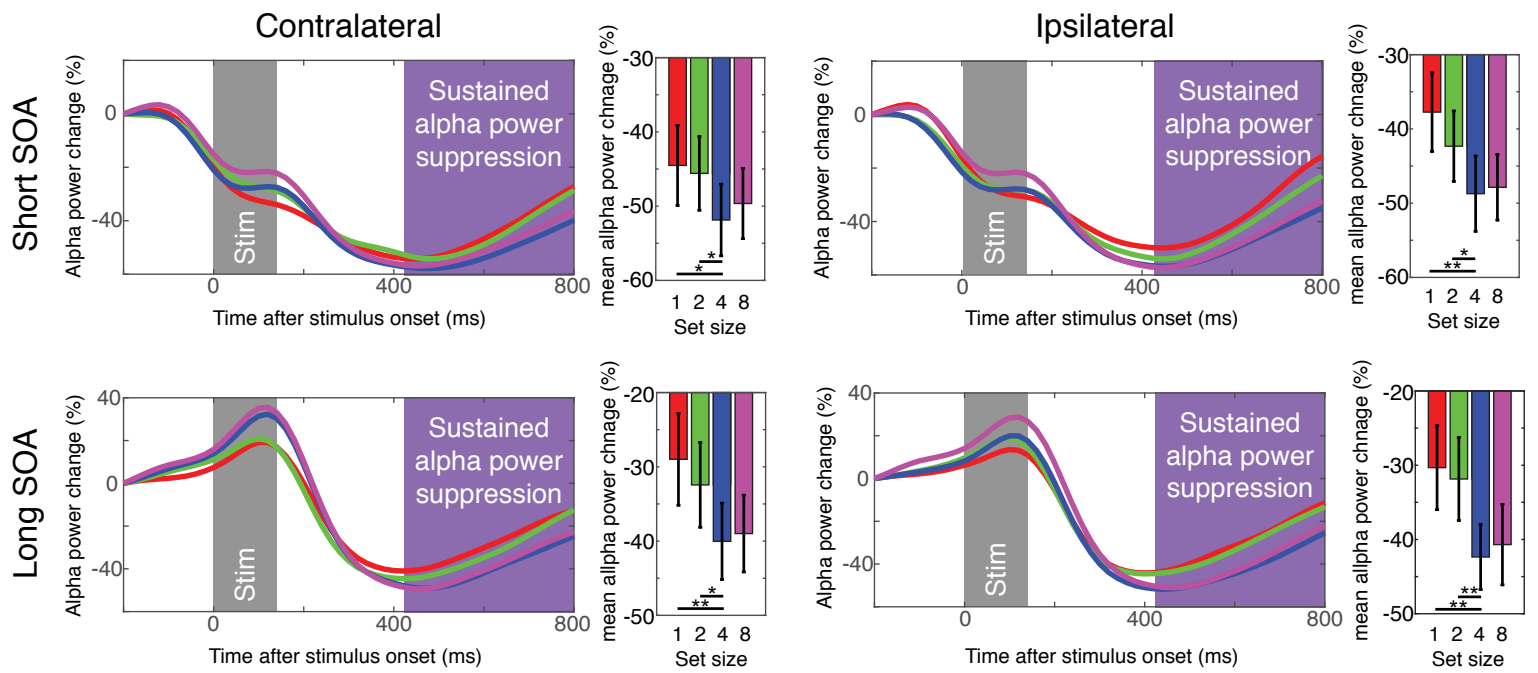 Contralateral
Ipsilateral
Short SOA
Alpha power change (%)
0
-40
Stim
Sustained
alpha power
suppression
0
400
800
Time after stimulus onset (ms)
mean allpha power chnage (%)
-30
-40
-50
-60
*
*
1 2 4 8
Set size
Alpha power change (%)
0
-40
Stim
Sustained
alpha power
suppression
0
400
800
Time after stimulus onset (ms)
mean allpha power chnage (%)
-30
-40
-50
-60
*
**
1 2 4 8
Set size
Long SOA
Alpha power change (%)
40
0
-40
Stim
Sustained
alpha power
suppression
0
400
800
Time after stimulus onset (ms)
mean allpha power chnage (%)
-20
-30
-40
-50
*
**
1 2 4 8
Set size
Alpha power change (%)
40
0
-40
Stim
Sustained
alpha power
suppression
0
400
800
Time after stimulus onset (ms)
mean allpha power chnage (%)
-20
-30
-40
-50
**
**
1 2 4 8
Set size